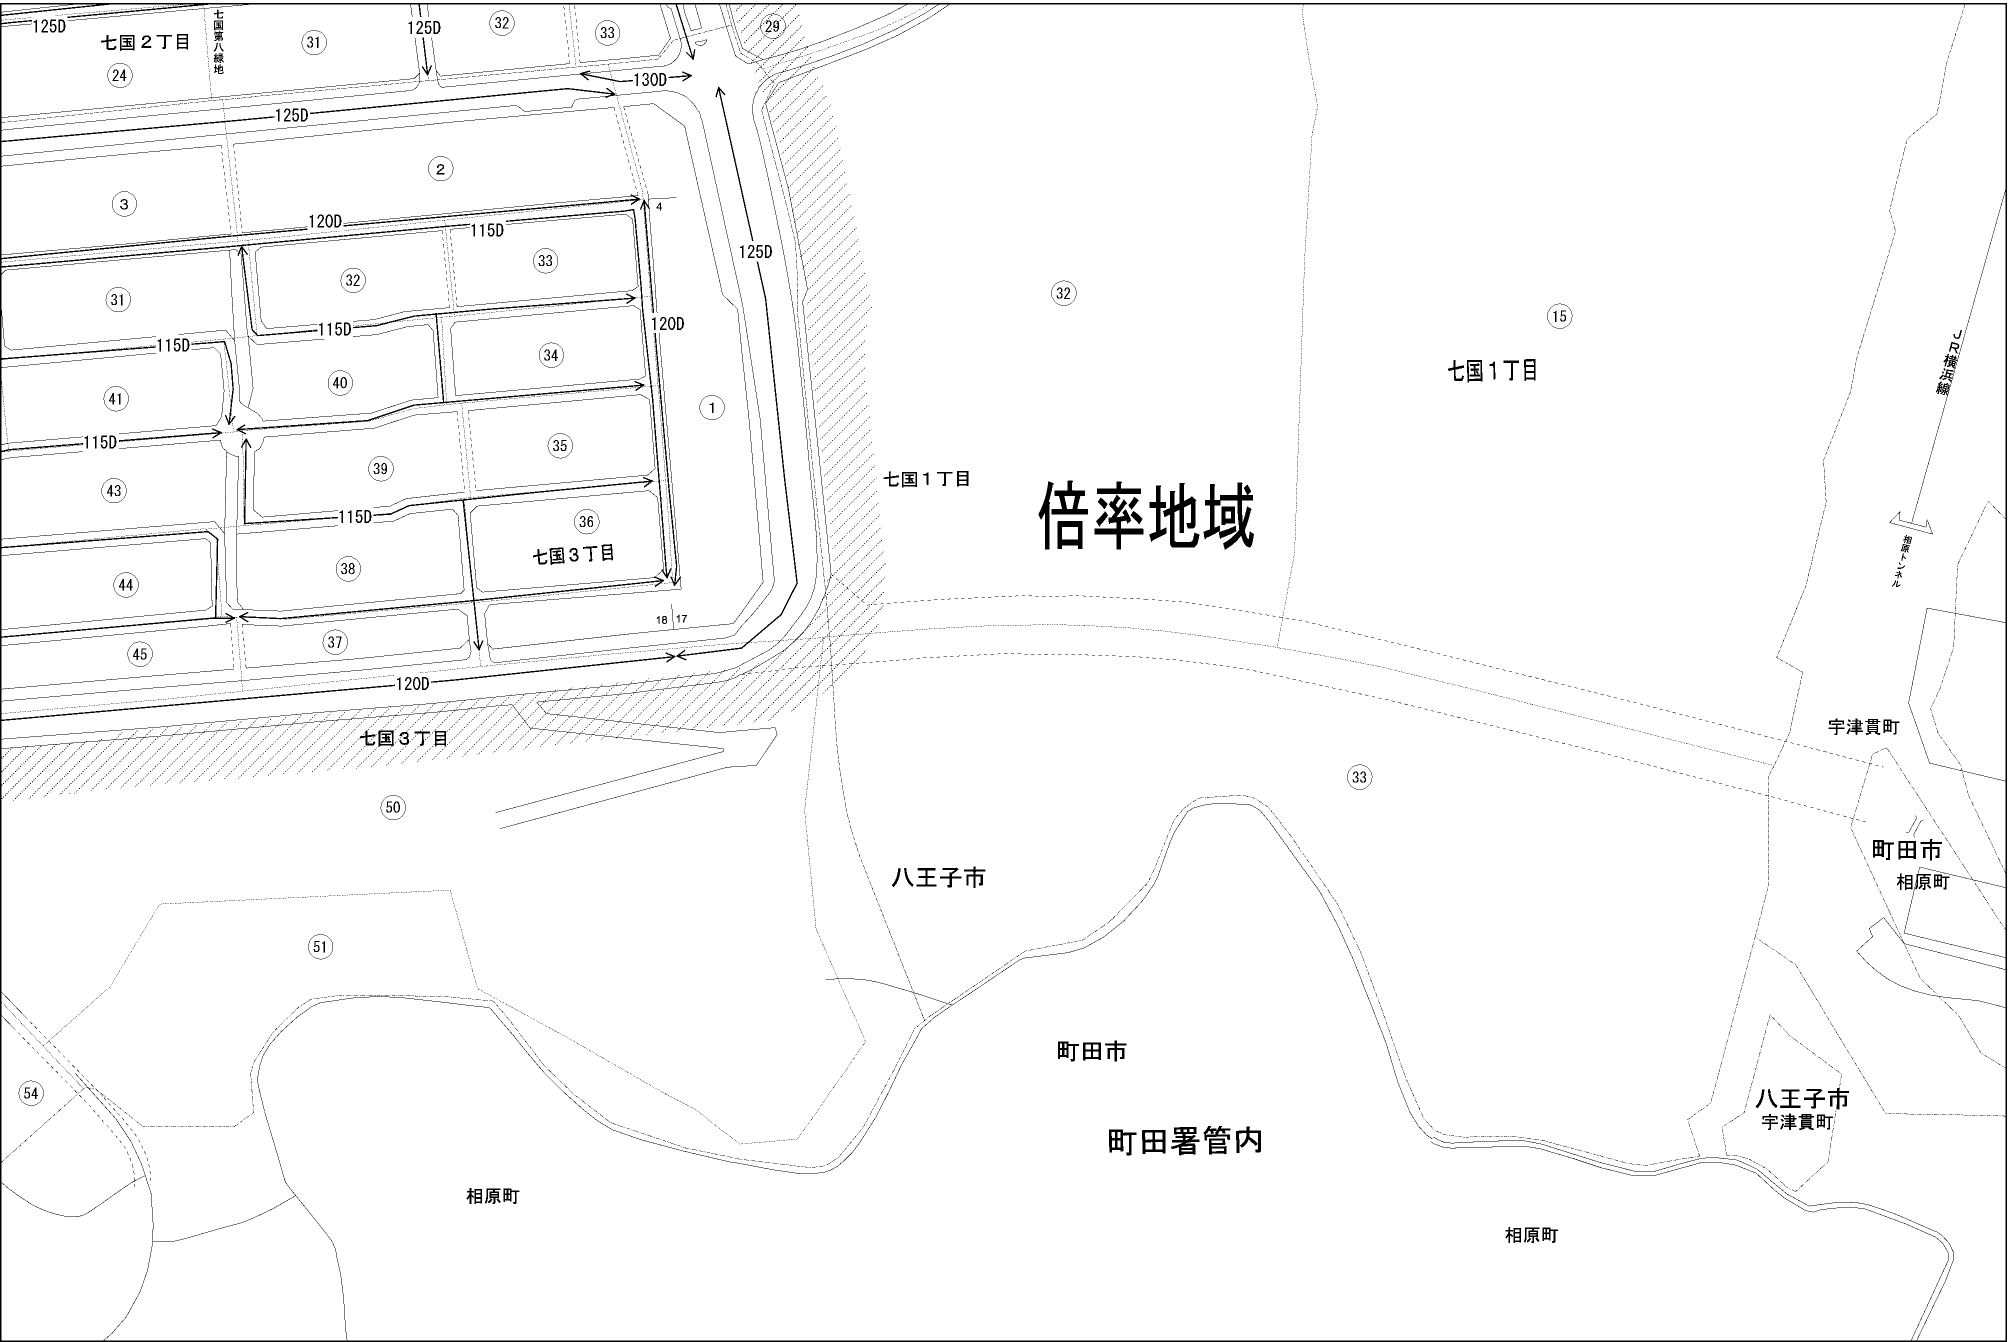 125D
七国２丁目
24
七国第八緑地
31
125D
32
33
29
130D
125D
2
3
120D
115D
4
125D
31
32
33
32
15
JR横浜線
115D
120D
115D
34
七国１丁目
41
40
1
115D
39
35
七国１丁目
倍率地域
43
115D
36
七国３丁目
相原トンネル
44
38
18
17
45
37
120D
七国３丁目
宇津貫町
50
33
町田市
相原町
八王子市
51
町田市
54
八王子市
宇津貫町
町田署管内
相原町
相原町